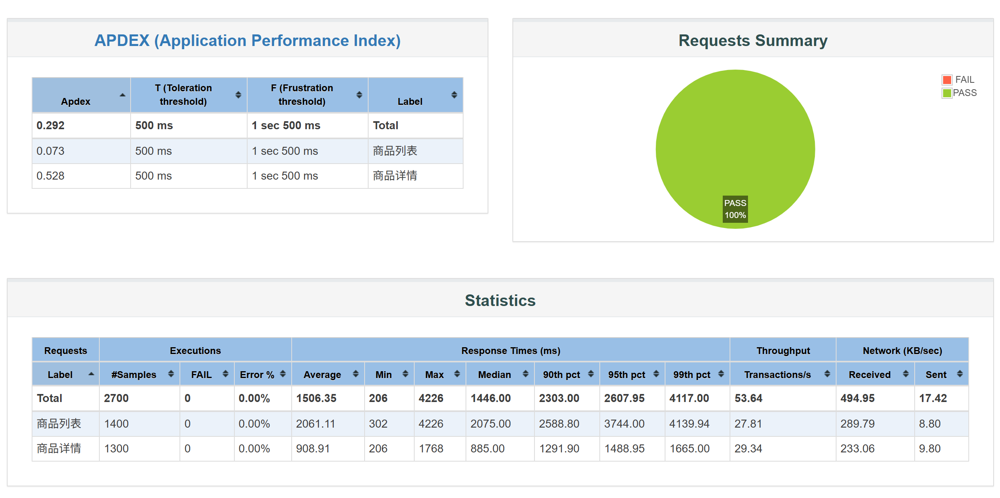 APDEX (Application Performance Index)
Apdex T (Toleration threshold) F (Frustration threshold) Label
0.292 500 ms 1 sec 500 ms Total
0.073 500 ms 1 sec 500 ms 商品列表
0.528 500 ms 1 sec 500 ms 商品详情
Requests Summary
FAIL
PASS
PASS
100%
Statistics
Requests Executions Response Times (ms) Throughput Network (KB/sec)
Label #Samples FAIL Error % Average Min Max Median 90th pct 95th pct 99th pct Transactions/s Received Sent
Total 2700 0 0.00% 1506.35 206 4226 1446.00 2303.00 2607.95 4117.00 53.64 494.95 17.42
商品列表 1400 0 0.00% 2061.11 302 4226 2075.00 2588.80 3744.00 4139.94 27.81 289.79 8.80
商品详情 1300 0 0.00% 908.91 206 1768 885.00 1291.90 1488.95 1665.00 29.34 233.06 9.80